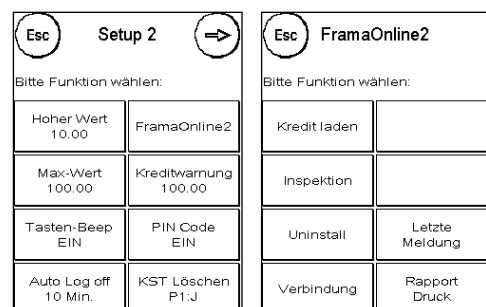 Esc
Setup 2
Bitte Funktion wählen:
Hoher Wert
10.00
FramaOnline2
Max-Wert
100.00
Kreditwarnung
100.00
Tasten-Beep
EIN
PIN Code
EIN
Auto Log off
10 Min.
KST Löschen
P1:J
Esc
FramaOnline2
Bitte Funktion wählen:
Kredit laden
Inspektion
Uninstall
Letzte
Meldung
Verbindung
Rapport
Druck